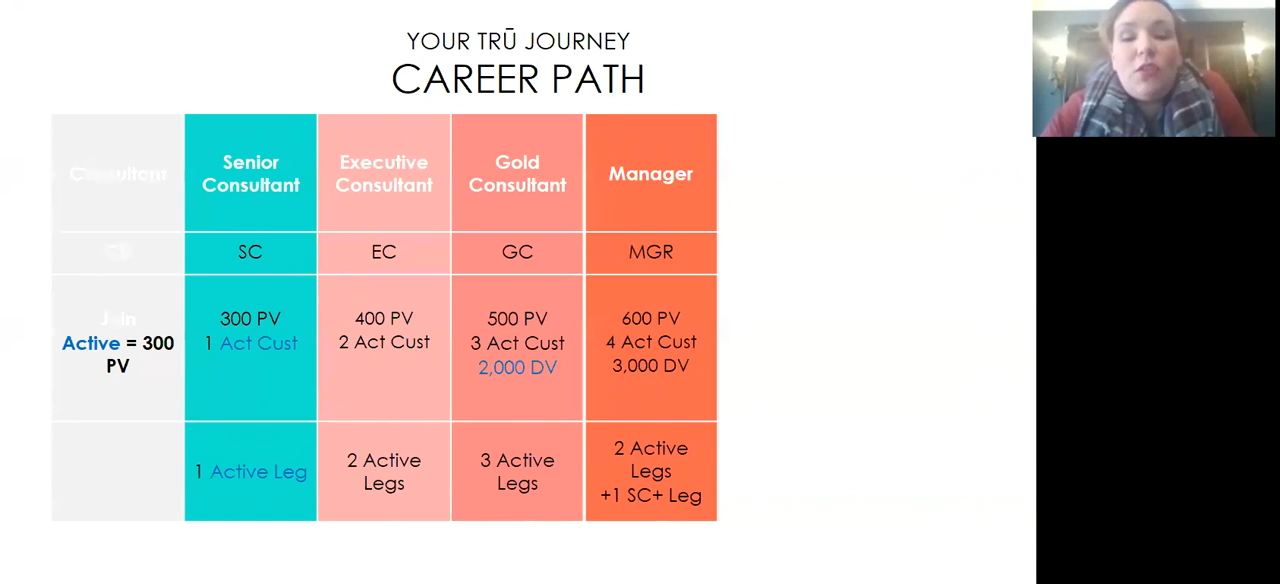 YOUR TRŪ JOURNEY
CAREER PATH
Consultant
Senior
Consultant
Executive
Consultant
Gold
Consultant
Manager
SC
EC
GC
MGR
Join
Active = 300
PV
300 PV
1 Act Cust
400 PV
2 Act Cust
500 PV
3 Act Cust
2,000 DV
600 PV
4 Act Cust
3,000 DV
1 Active Leg
2 Active
Legs
3 Active
Legs
2 Active
Legs
+1 SC+ Leg